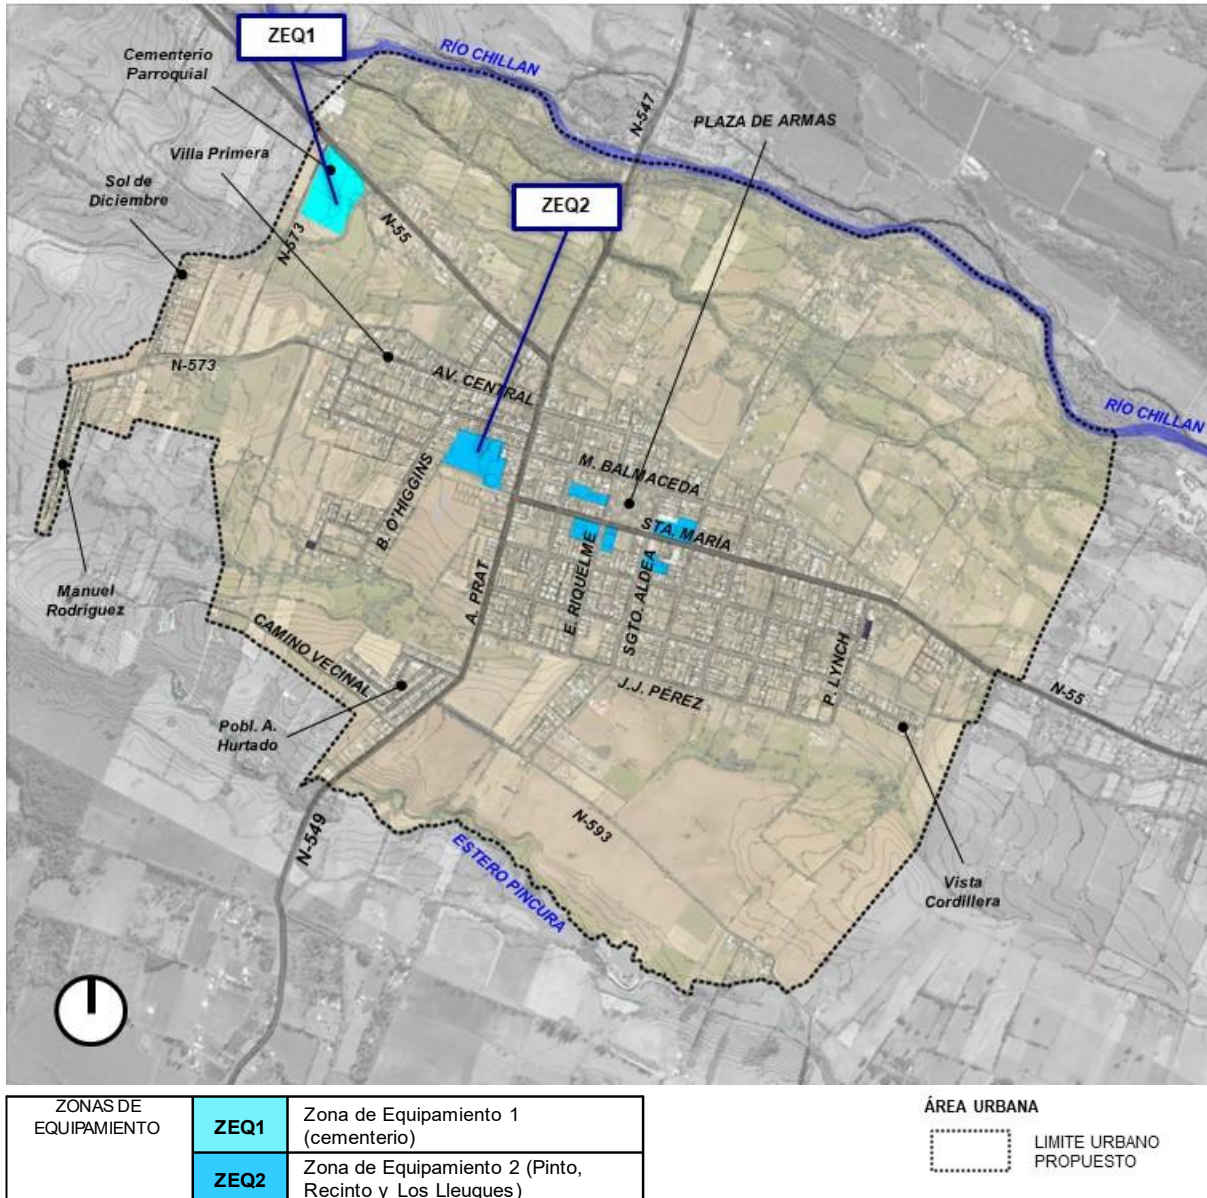 ZEQ1
Cementerio
Parroquial
RÍO CHILLAN
N-547
PLAZA DE ARMAS
Villa Primera
Sol de
Diciembre
ZEQ2
N-55
N-573
N-573
AV. CENTRAL
RÍO CHILLAN
M. BALMACEDA
B. O'HIGGINS
STA. MARÍA
A. PRAT
E. RIQUELME
SGTO. ALDEA
Manuel
Rodriguez
CAMINO VECINAL
P. LYNCH
J.J. PÉREZ
N-55
Pobl. A.
Hurtado
N-593
N-549
ESTERO PINCURA
Vista
Cordillera
ZONAS DE
EQUIPAMIENTO
ZEQ1
Zona de Equipamiento 1
(cementerio)
ZEQ2
Zona de Equipamiento 2 (Pinto,
Recinto y Los Lleuques)
ÁREA URBANA
LIMITE URBANO
PROPUESTO